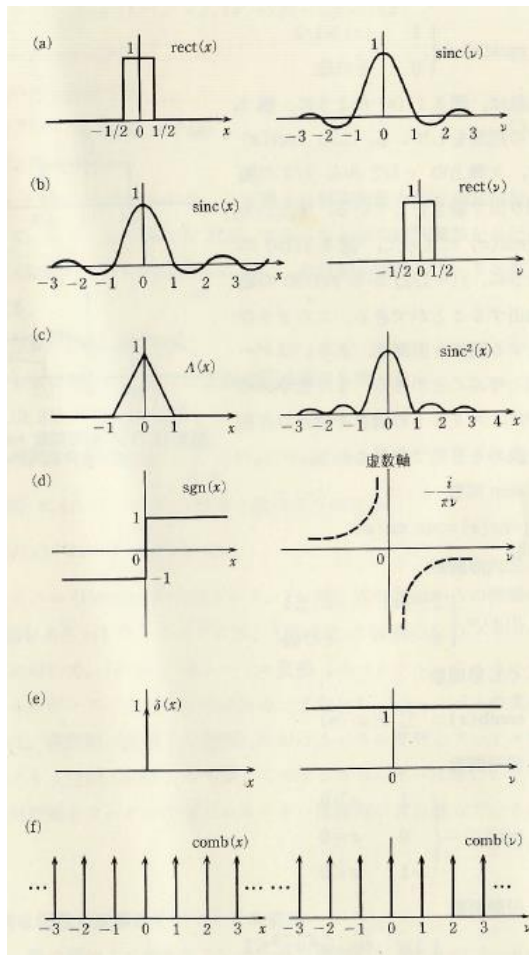 (a)
1
rect(x)
−1/2 0 1/2 x
1
sinc(ν)
−3 −2 −1 0 1 2 3 ν
(b)
1
sinc(x)
−3 −2 −1 0 1 2 3 x
1
rect(ν)
−1/2 0 1/2 ν
(c)
1
Λ(x)
−1 0 1 x
1
sinc²(x)
−3 −2 −1 0 1 2 3 4 x
(d)
sgn(x)
1
0 x
−1
虚数軸
−i/πν
0 ν
(e)
1 δ(x)
x
1
0 ν
(f)
comb(x)
… …
−3 −2 −1 0 1 2 3 x
comb(ν)
… …
−3 −2 −1 0 1 2 3 ν